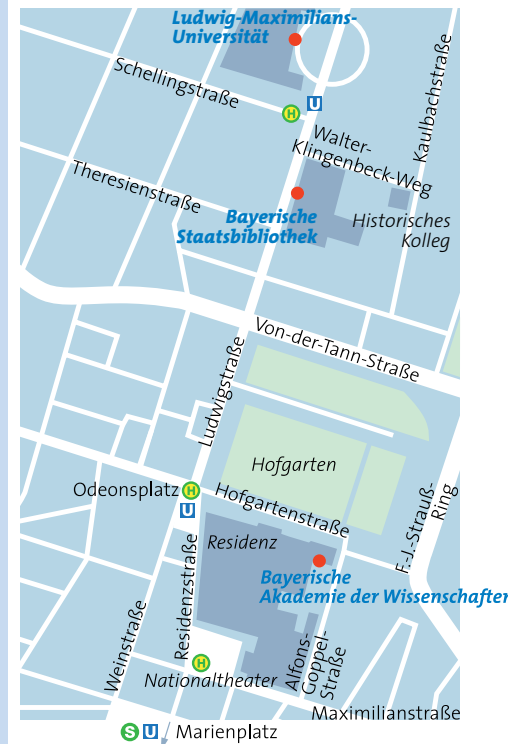 Ludwig-Maximilians-
Universität
Schellingstraße
Kaulbachstraße
U
H
Walter-
Klingenbeck-Weg
Theresienstraße
Bayerische
Staatsbibliothek
Historisches
Kolleg
Von-der-Tann-Straße
Ludwigstraße
Hofgarten
Odeonsplatz H
U
Hofgartenstraße
F.-J.-Strauß-
Ring
Residenz
Residenzstraße
Bayerische
Akademie der Wissenschaften
Weinstraße
H
Nationaltheater
Alfons-
Goppel-
Straße
Maximilianstraße
S U Marienplatz